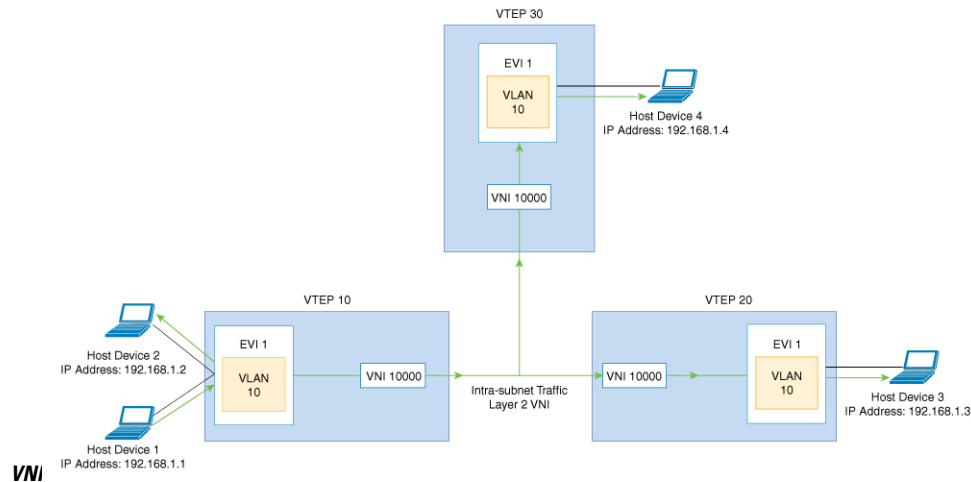 VTEP 30
EVI 1
VLAN
10
Host Device 4
IP Address: 192.168.1.4
VNI 10000
VTEP 10
VTEP 20
Host Device 2
IP Address: 192.168.1.2
EVI 1
VLAN
10
VNI 10000
Intra-subnet Traffic
Layer 2 VNI
VNI 10000
EVI 1
VLAN
10
Host Device 3
IP Address: 192.168.1.3
Host Device 1
IP Address: 192.168.1.1
VNI